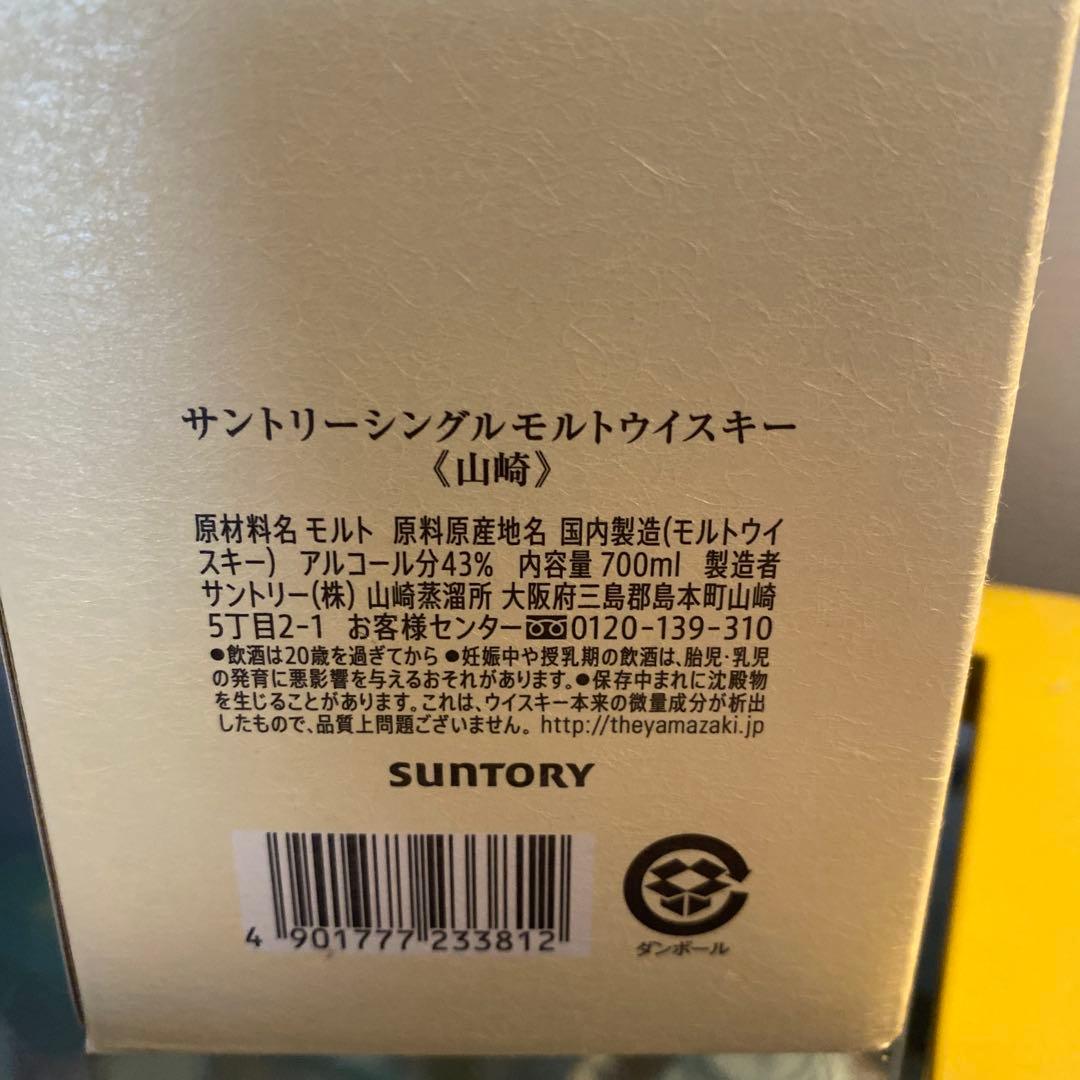 サントリーシングルモルトウイスキー
《山崎》
原材料名 モルト 原料原産地名 国内製造(モルトウイ
スキー) アルコール分43% 内容量 700ml 製造者
サントリー(株) 山崎蒸溜所 大阪府三島郡島本町山崎
5丁目2-1 お客様センター 0120-139-310
●飲酒は20歳を過ぎてから ●妊娠中や授乳期の飲酒は、胎児・乳児
の発育に悪影響を与えるおそれがあります。●保存中まれに沈殿物
を生じることがあります。これは、ウイスキー本来の微量成分が析出
したもので、品質上問題ございません。 http://theyamazaki.jp
SUNTORY
4 901777 233812
ダンボール